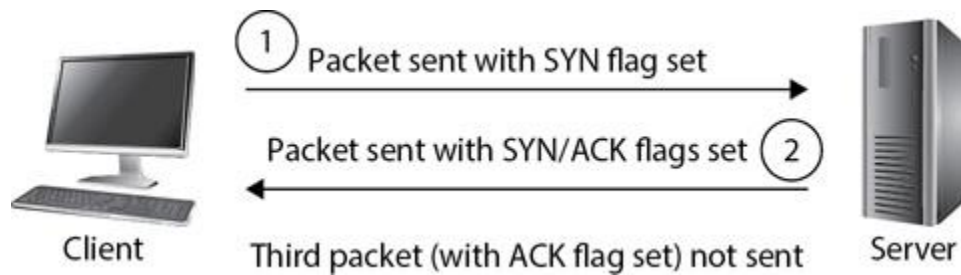 1
Packet sent with SYN flag set
Packet sent with SYN/ACK flags set 2
Client
Third packet (with ACK flag set) not sent
Server